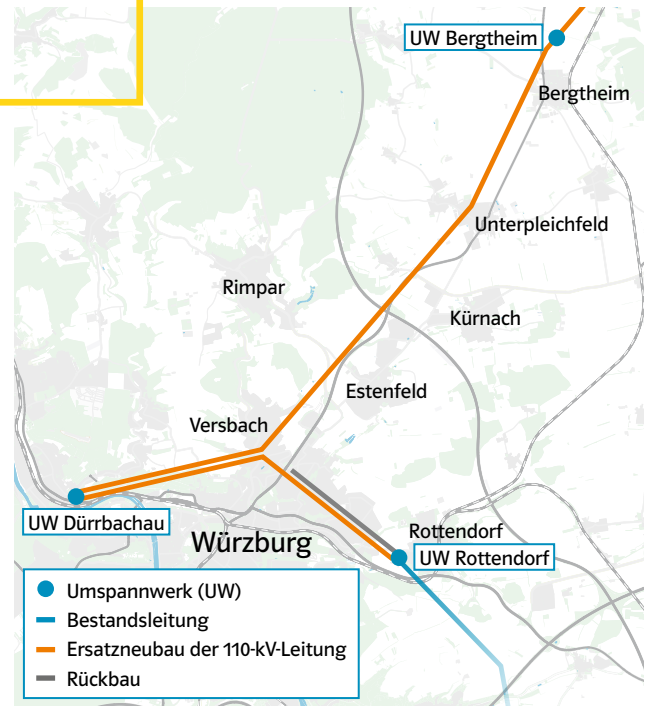 UW Bergtheim
Bergtheim
Unterpleichfeld
Rimpar
Kürnach
Estenfeld
Versbach
UW Dürrbachau
Würzburg
Rottendorf
UW Rottendorf
Umspannwerk (UW)
Bestandsleitung
Ersatzneubau der 110-kV-Leitung
Rückbau